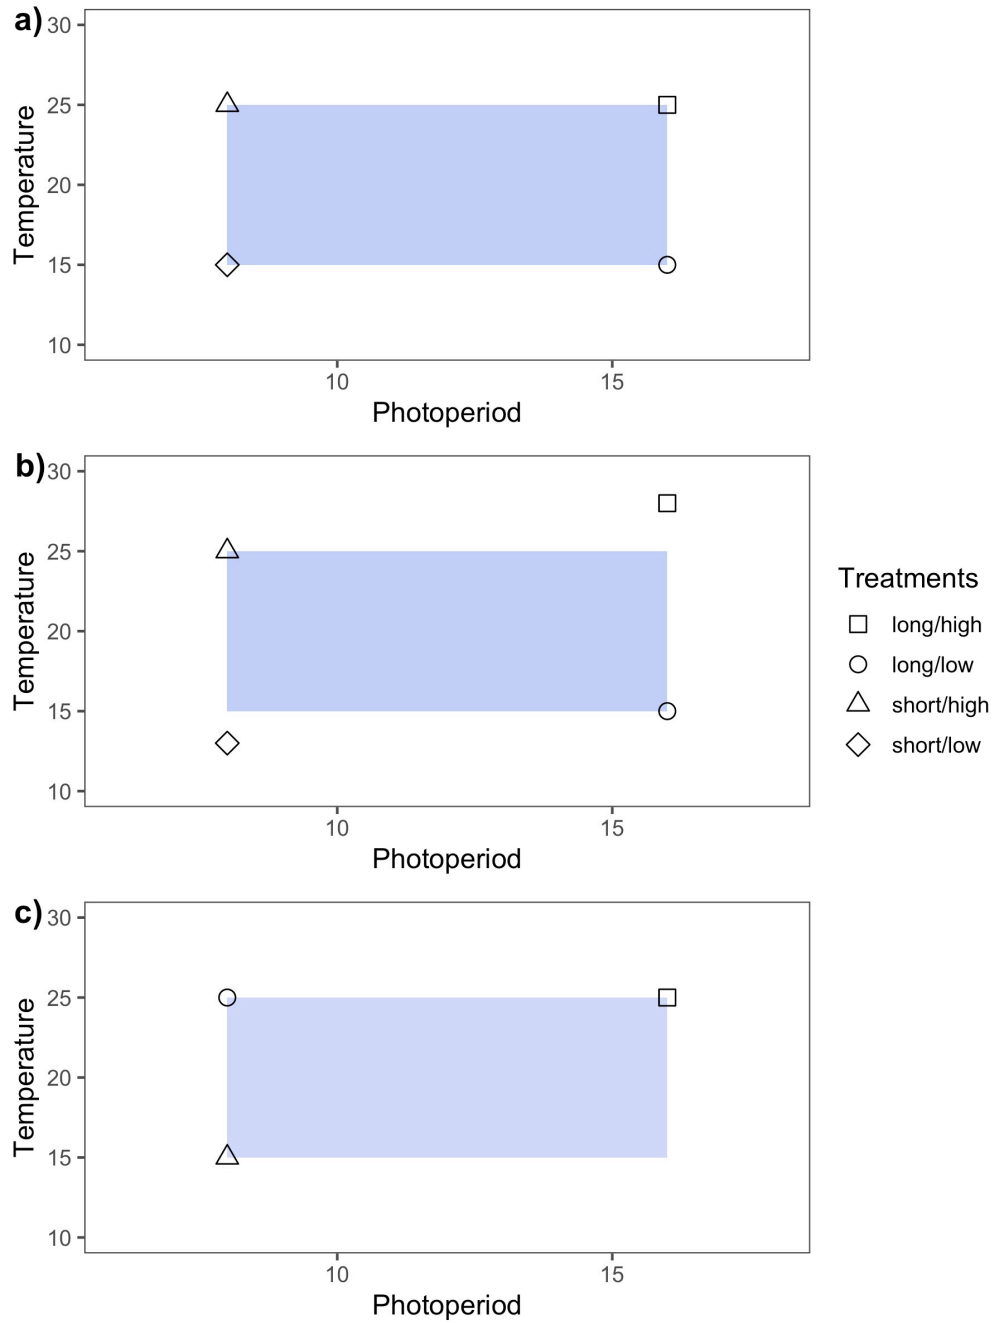 a)
30
25
20
15
10
Temperature
10 15
Photoperiod
b)
30
25
20
15
10
Temperature
10 15
Photoperiod
Treatments
long/high
long/low
short/high
short/low
c)
30
25
20
15
10
Temperature
10 15
Photoperiod